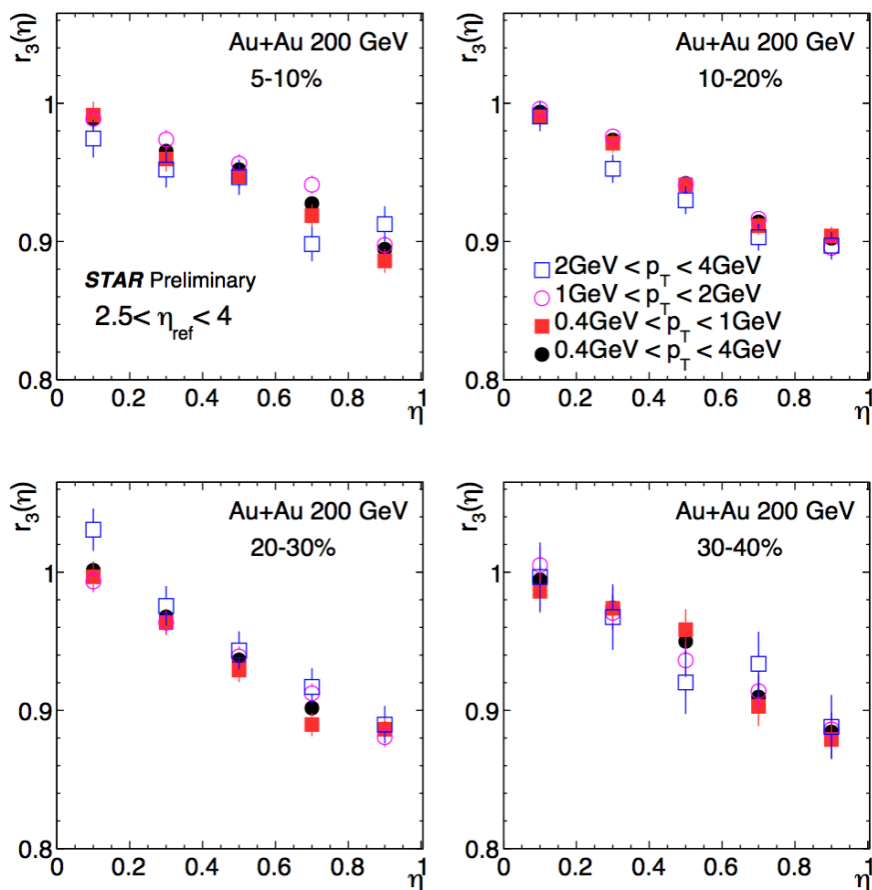 r3(η)
Au+Au 200 GeV
5-10%
1
0.9
STAR Preliminary
2.5< ηref < 4
0.8
0 0.2 0.4 0.6 0.8 1
η
r3(η)
Au+Au 200 GeV
10-20%
1
0.9
2GeV < pT < 4GeV
1GeV < pT < 2GeV
0.4GeV < pT < 1GeV
0.4GeV < pT < 4GeV
0.8
0 0.2 0.4 0.6 0.8 1
η
r3(η)
Au+Au 200 GeV
20-30%
1
0.9
0.8
0 0.2 0.4 0.6 0.8 1
η
r3(η)
Au+Au 200 GeV
30-40%
1
0.9
0.8
0 0.2 0.4 0.6 0.8 1
η